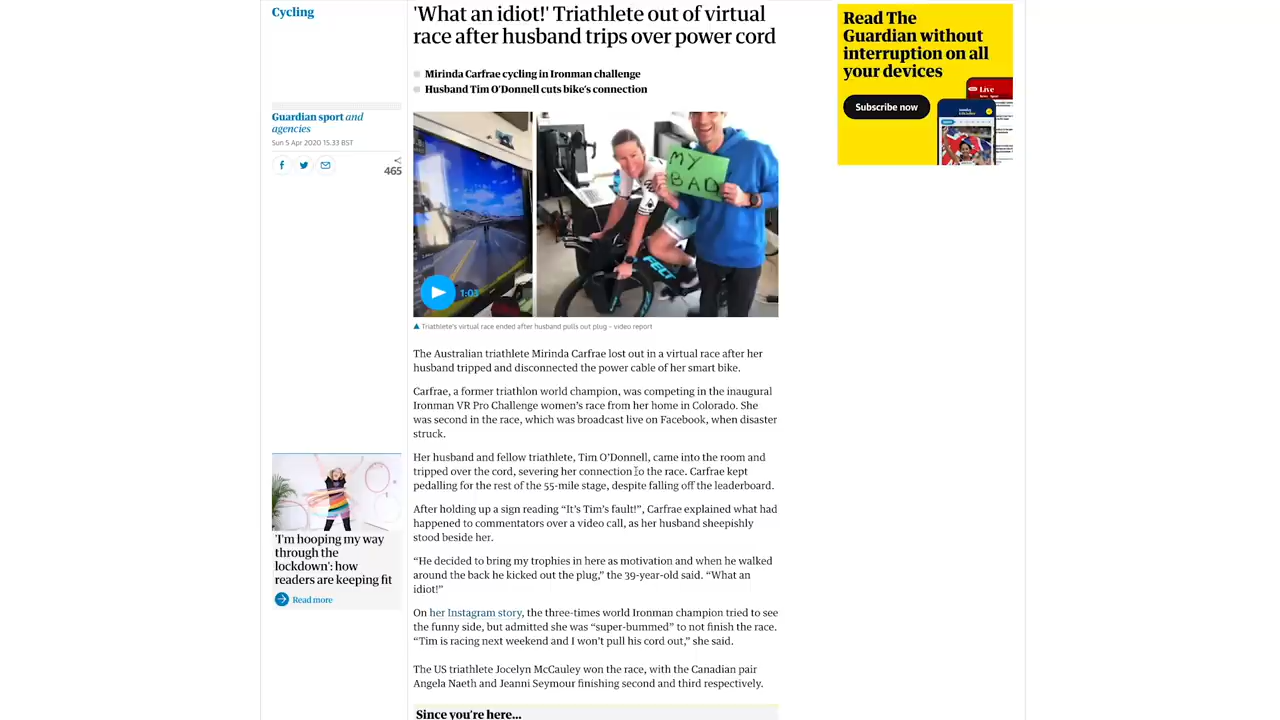 Cycling
'What an idiot!' Triathlete out of virtual
race after husband trips over power cord
Mirinda Carfrae cycling in Ironman challenge
Husband Tim O'Donnell cuts bike's connection
Guardian sport and
agencies
Sun 5 Apr 2020 15.33 BST
465
MY
BAD
FELT
1:03
Triathlete's virtual race ended after husband pulls out plug – video report
The Australian triathlete Mirinda Carfrae lost out in a virtual race after her
husband tripped and disconnected the power cable of her smart bike.
Carfrae, a former triathlon world champion, was competing in the inaugural
Ironman VR Pro Challenge women's race from her home in Colorado. She
was second in the race, which was broadcast live on Facebook, when disaster
struck.
Her husband and fellow triathlete, Tim O'Donnell, came into the room and
tripped over the cord, severing her connection to the race. Carfrae kept
pedalling for the rest of the 55-mile stage, despite falling off the leaderboard.
After holding up a sign reading “It's Tim's fault!”, Carfrae explained what had
happened to commentators over a video call, as her husband sheepishly
stood beside her.
“He decided to bring my trophies in here as motivation and when he walked
around the back he kicked out the plug,” the 39-year-old said. “What an
idiot!”
On her Instagram story, the three-times world Ironman champion tried to see
the funny side, but admitted she was “super-bummed” to not finish the race.
“Tim is racing next weekend and I won't pull his cord out,” she said.
The US triathlete Jocelyn McCauley won the race, with the Canadian pair
Angela Naeth and Jeanni Seymour finishing second and third respectively.
Since you're here...
'I'm hooping my way
through the
lockdown': how
readers are keeping fit
Read more
Read The
Guardian without
interruption on all
your devices
Subscribe now
Live